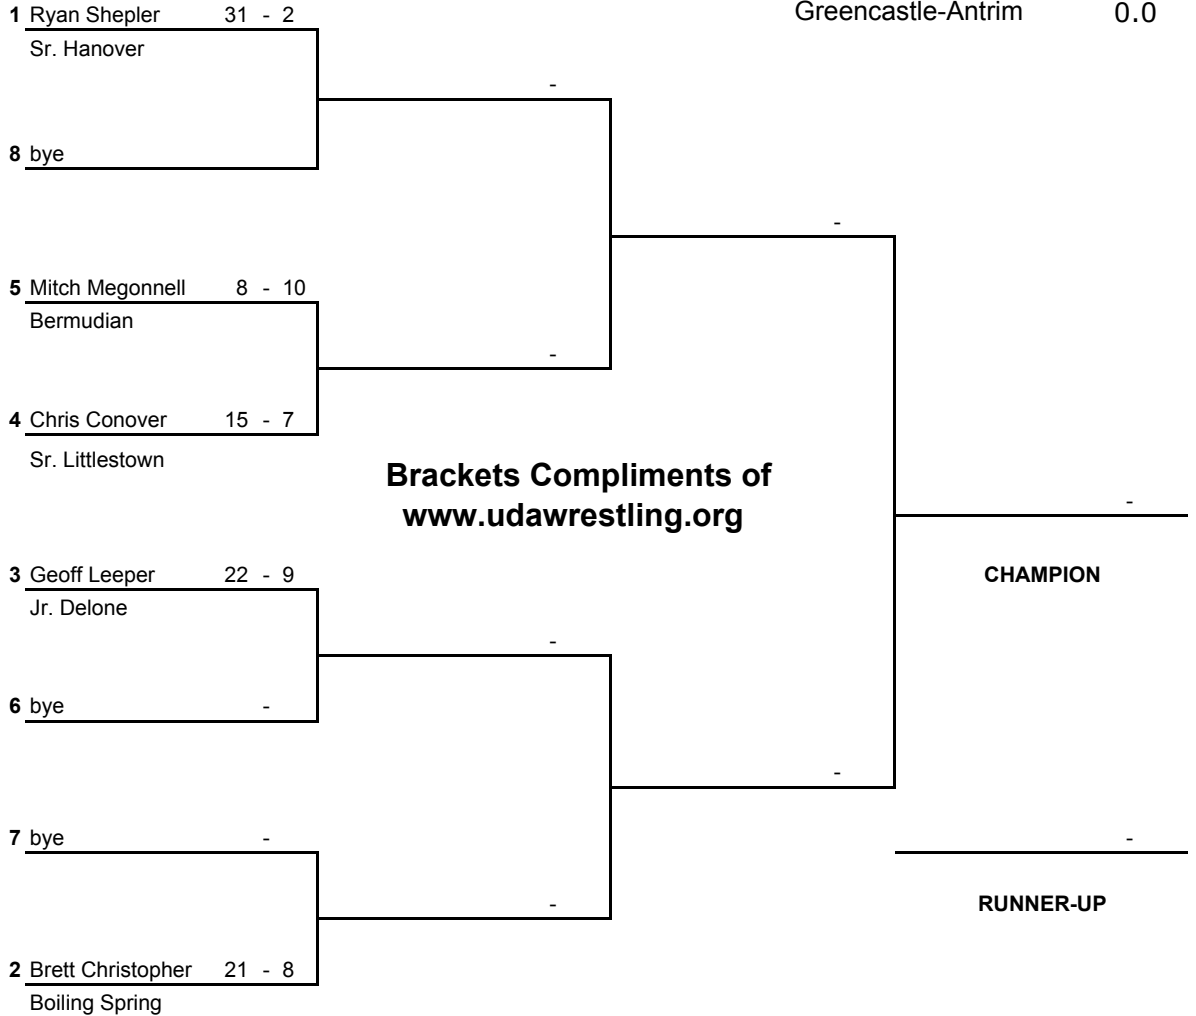 Greencastle-Antrim 0.0
1 Ryan Shepler 31 - 2
Sr. Hanover
-
8 bye
-
5 Mitch Megonnell 8 - 10
Bermudian
-
4 Chris Conover 15 - 7
Sr. Littlestown
Brackets Compliments of
www.udawrestling.org
-
3 Geoff Leeper 22 - 9
CHAMPION
Jr. Delone
-
6 bye -
-
7 bye -
-
RUNNER-UP
-
2 Brett Christopher 21 - 8
Boiling Spring